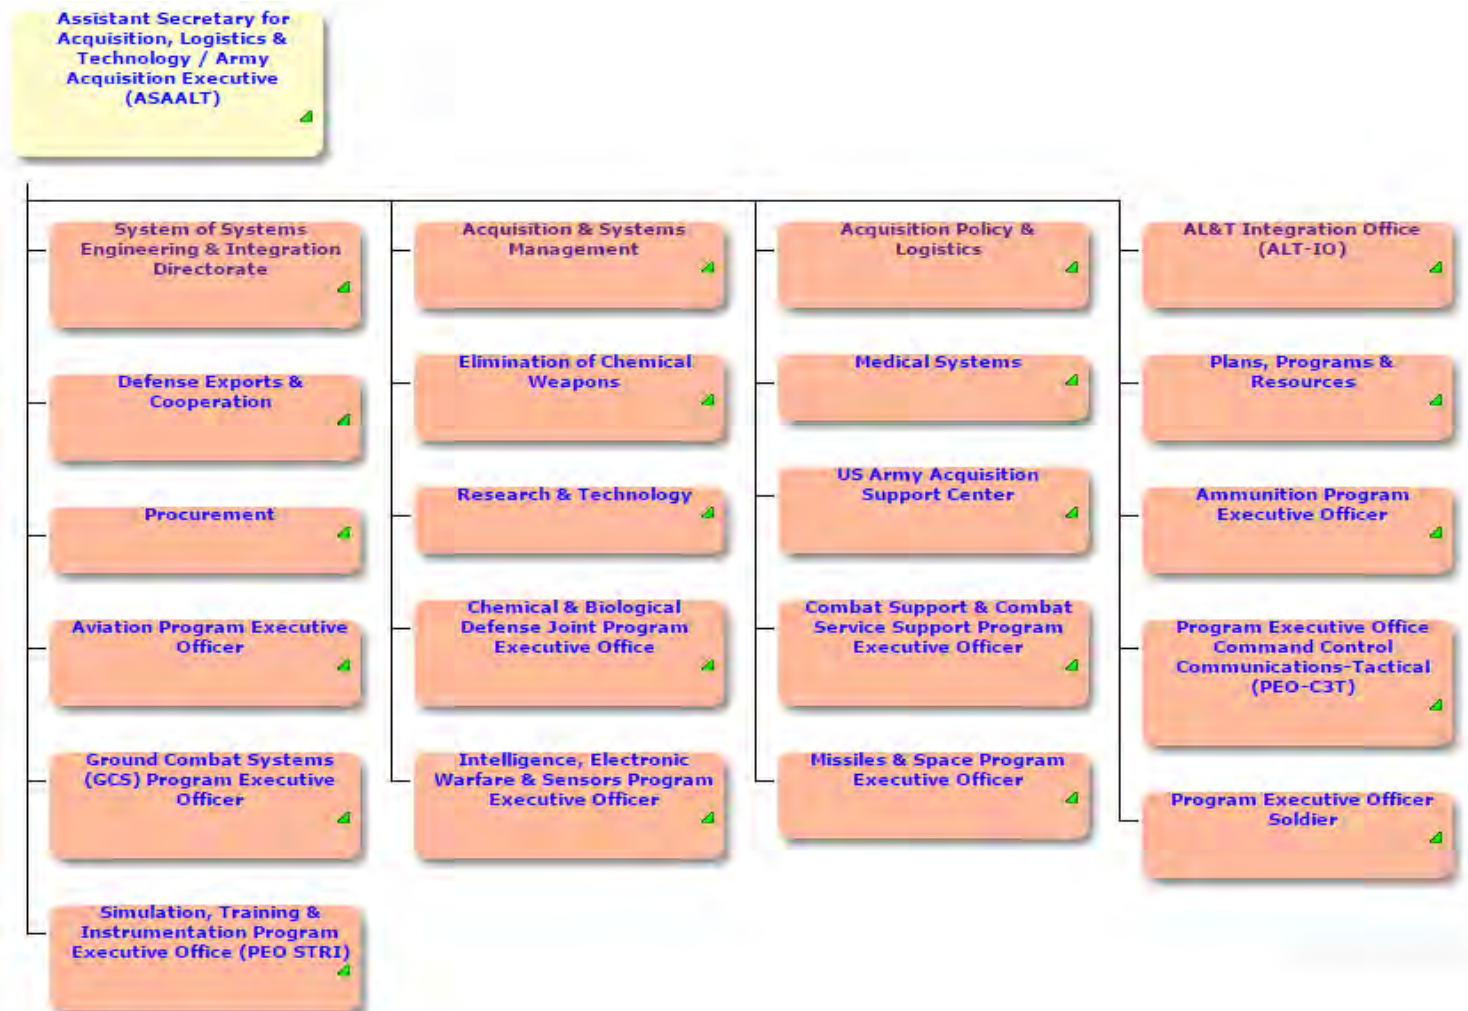 Assistant Secretary for
Acquisition, Logistics &
Technology / Army
Acquisition Executive
(ASAALT)
System of Systems
Engineering & Integration
Directorate
Acquisition & Systems
Management
Acquisition Policy &
Logistics
AL&T Integration Office
(ALT-IO)
Defense Exports &
Cooperation
Elimination of Chemical
Weapons
Medical Systems
Plans, Programs &
Resources
Procurement
Research & Technology
US Army Acquisition
Support Center
Ammunition Program
Executive Officer
Aviation Program Executive
Officer
Chemical & Biological
Defense Joint Program
Executive Office
Combat Support & Combat
Service Support Program
Executive Officer
Program Executive Office
Command Control
Communications-Tactical
(PEO-C3T)
Ground Combat Systems
(GCS) Program Executive
Officer
Intelligence, Electronic
Warfare & Sensors Program
Executive Officer
Missiles & Space Program
Executive Officer
Program Executive Officer
Soldier
Simulation, Training &
Instrumentation Program
Executive Office (PEO STRI)